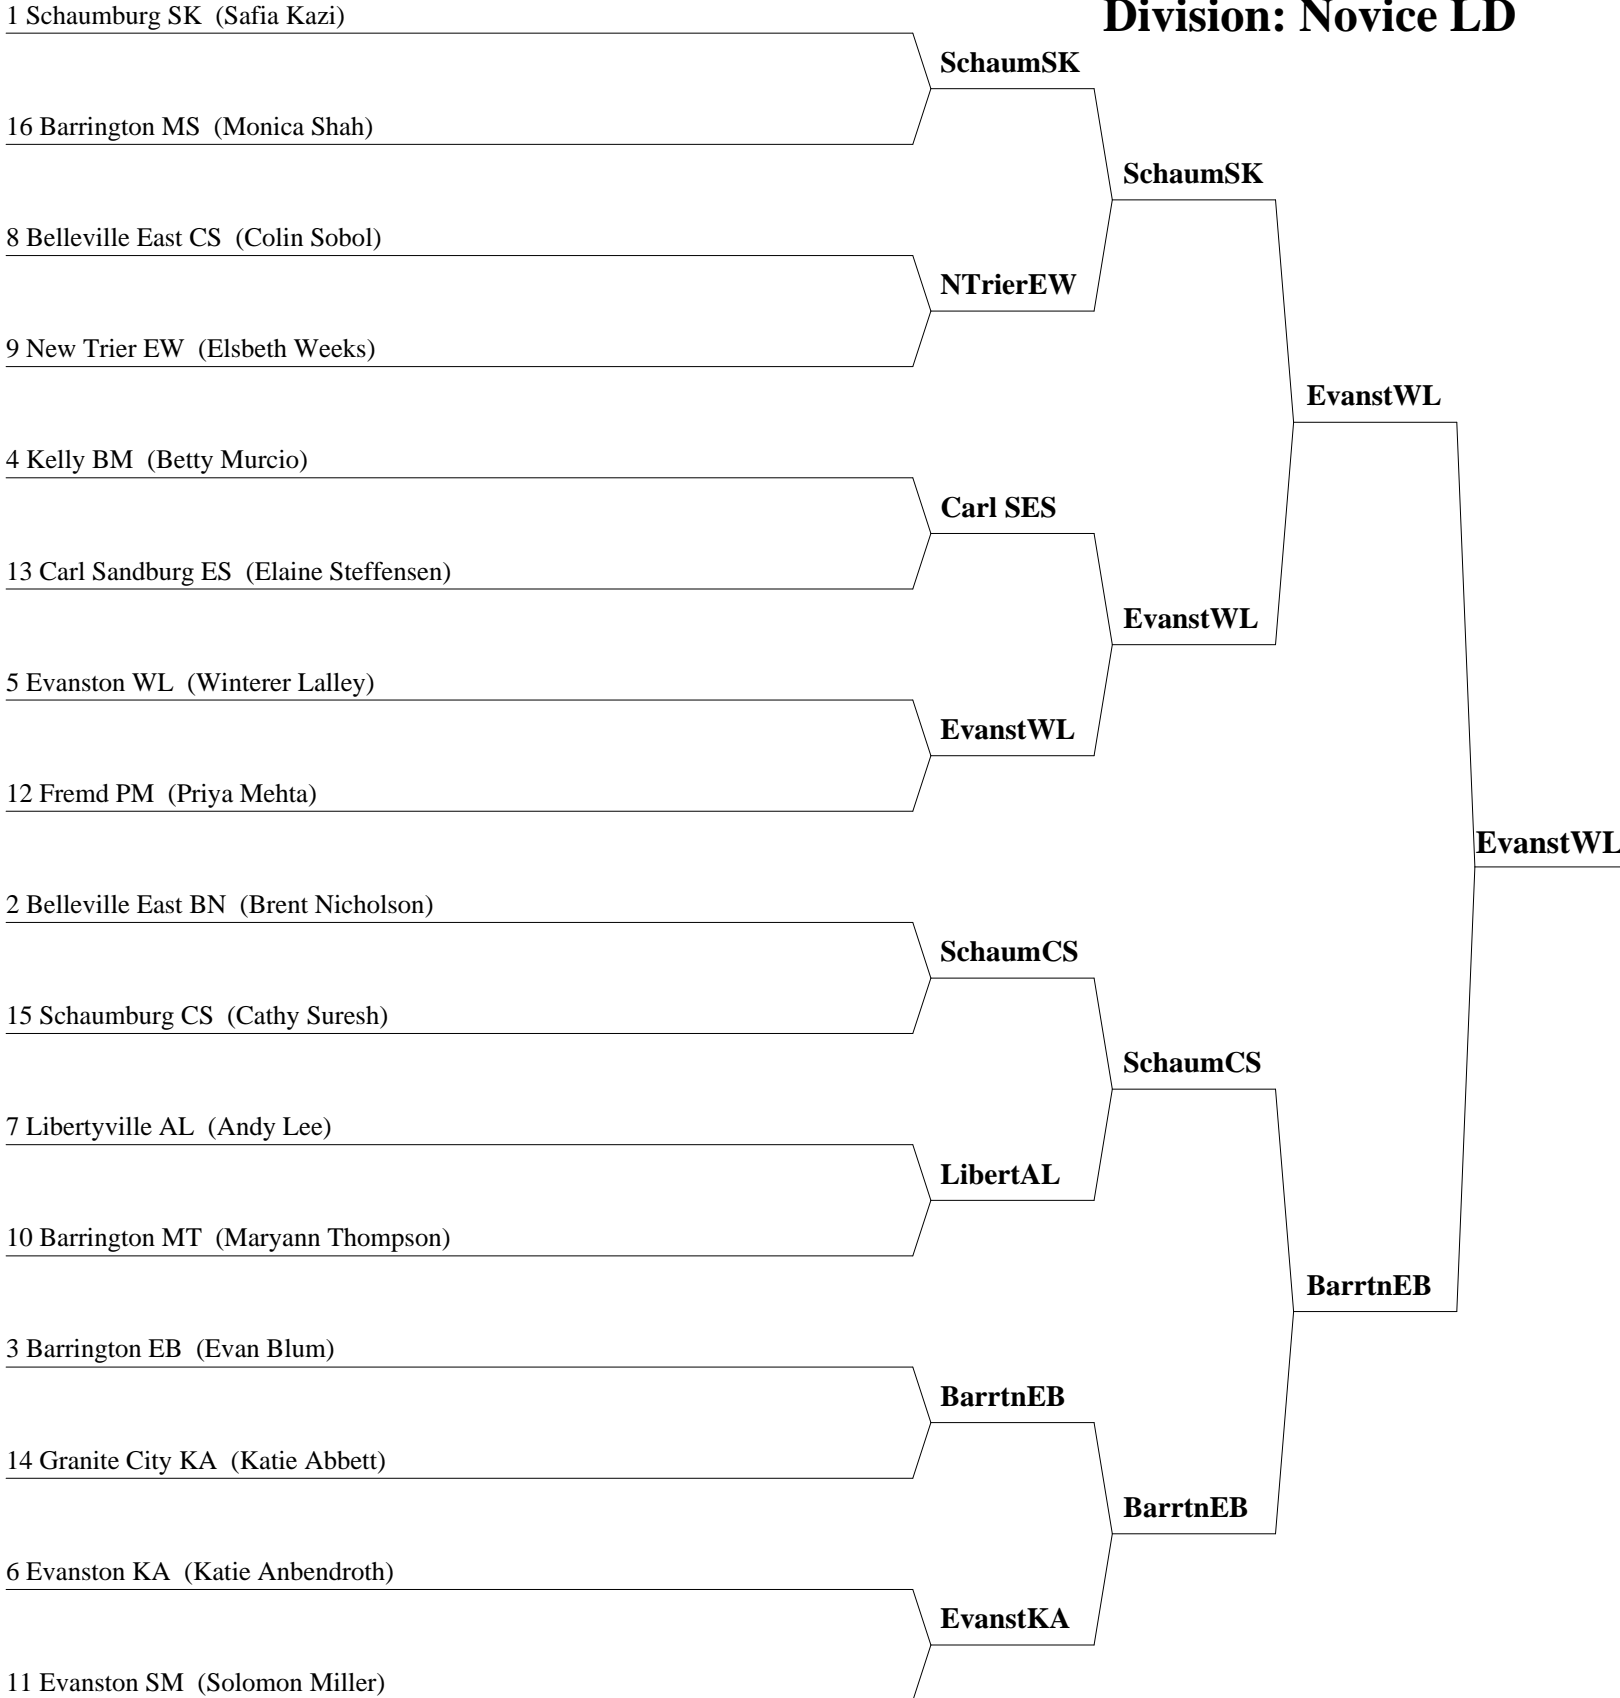 Division: Novice LD
1 Schaumburg SK (Safia Kazi)
SchaumSK
16 Barrington MS (Monica Shah)
SchaumSK
8 Belleville East CS (Colin Sobol)
NTrierEW
9 New Trier EW (Elsbeth Weeks)
EvanstWL
4 Kelly BM (Betty Murcio)
Carl SES
13 Carl Sandburg ES (Elaine Steffensen)
EvanstWL
5 Evanston WL (Winterer Lalley)
EvanstWL
12 Fremd PM (Priya Mehta)
EvanstWL
2 Belleville East BN (Brent Nicholson)
SchaumCS
15 Schaumburg CS (Cathy Suresh)
SchaumCS
7 Libertyville AL (Andy Lee)
LibertAL
10 Barrington MT (Maryann Thompson)
BarrtnEB
3 Barrington EB (Evan Blum)
BarrtnEB
14 Granite City KA (Katie Abbett)
BarrtnEB
6 Evanston KA (Katie Anbendroth)
EvanstKA
11 Evanston SM (Solomon Miller)